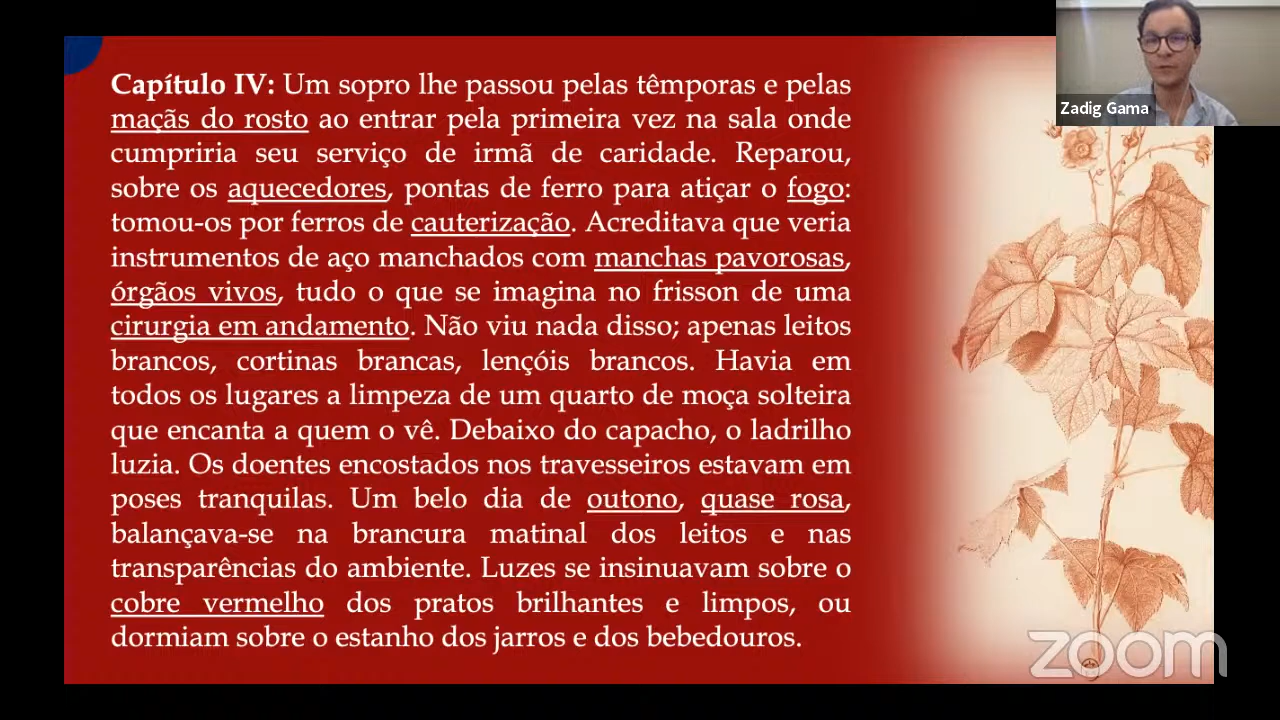 Capítulo IV: Um sopro lhe passou pelas têmporas e pelas
maçãs do rosto ao entrar pela primeira vez na sala onde
cumpriria seu serviço de irmã de caridade. Reparou,
sobre os aquecedores, pontas de ferro para atiçar o fogo:
tomou-os por ferros de cauterização. Acreditava que veria
instrumentos de aço manchados com manchas pavorosas,
órgãos vivos, tudo o que se imagina no frisson de uma
cirurgia em andamento. Não viu nada disso; apenas leitos
brancos, cortinas brancas, lençóis brancos. Havia em
todos os lugares a limpeza de um quarto de moça solteira
que encanta a quem o vê. Debaixo do capacho, o ladrilho
luzia. Os doentes encostados nos travesseiros estavam em
poses tranquilas. Um belo dia de outono, quase rosa,
balançava-se na brancura matinal dos leitos e nas
transparências do ambiente. Luzes se insinuavam sobre o
cobre vermelho dos pratos brilhantes e limpos, ou
dormiam sobre o estanho dos jarros e dos bebedouros.
Zadig Gama
zoom